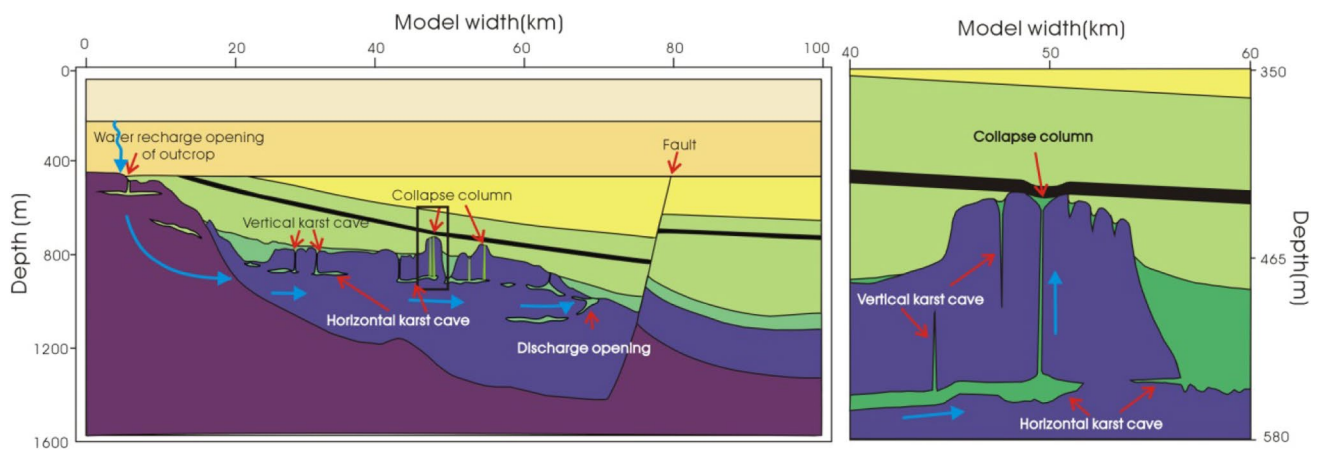 Model width(km)
0 20 40 60 80 100
Depth (m)
0
400
800
1200
1600
Water recharge opening
of outcrop
Fault
Collapse column
Vertical karst cave
Horizontal karst cave
Discharge opening
Model width(km)
40 50 60
350
465
580
Depth(m)
Collapse column
Vertical karst cave
Horizontal karst cave